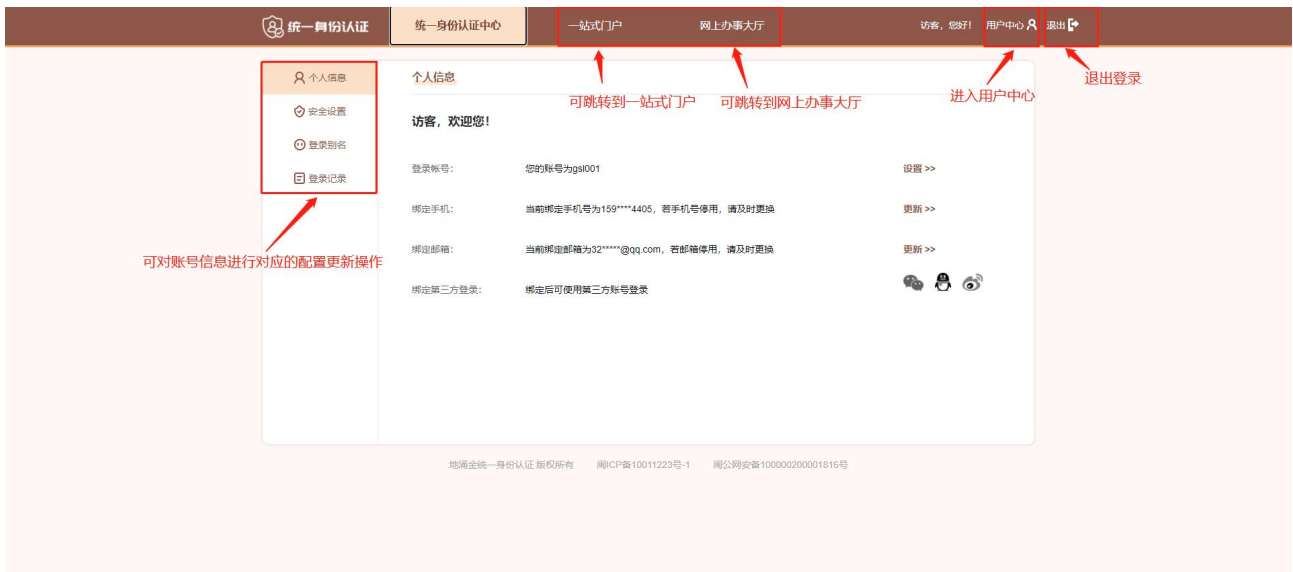 统一身份认证 统一身份认证中心 一站式门户 网上办事大厅 访客，您好！ 用户中心 退出
退出登录
进入用户中心
可跳转到一站式门户 可跳转到网上办事大厅
个人信息
安全设置
登录别名
登录记录
可对账号信息进行对应的配置更新操作
个人信息
访客，欢迎您！
登录帐号： 您的账号为gsl001 设置 >>
绑定手机： 当前绑定手机号为159****4405，若手机号停用，请及时更换 更新 >>
绑定邮箱： 当前绑定邮箱为32*****@qq.com，若邮箱停用，请及时更换 更新 >>
绑定第三方登录： 绑定后可使用第三方账号登录
地涌金统一身份认证 版权所有 闽ICP备10011223号-1 闽公网安备100000200001816号